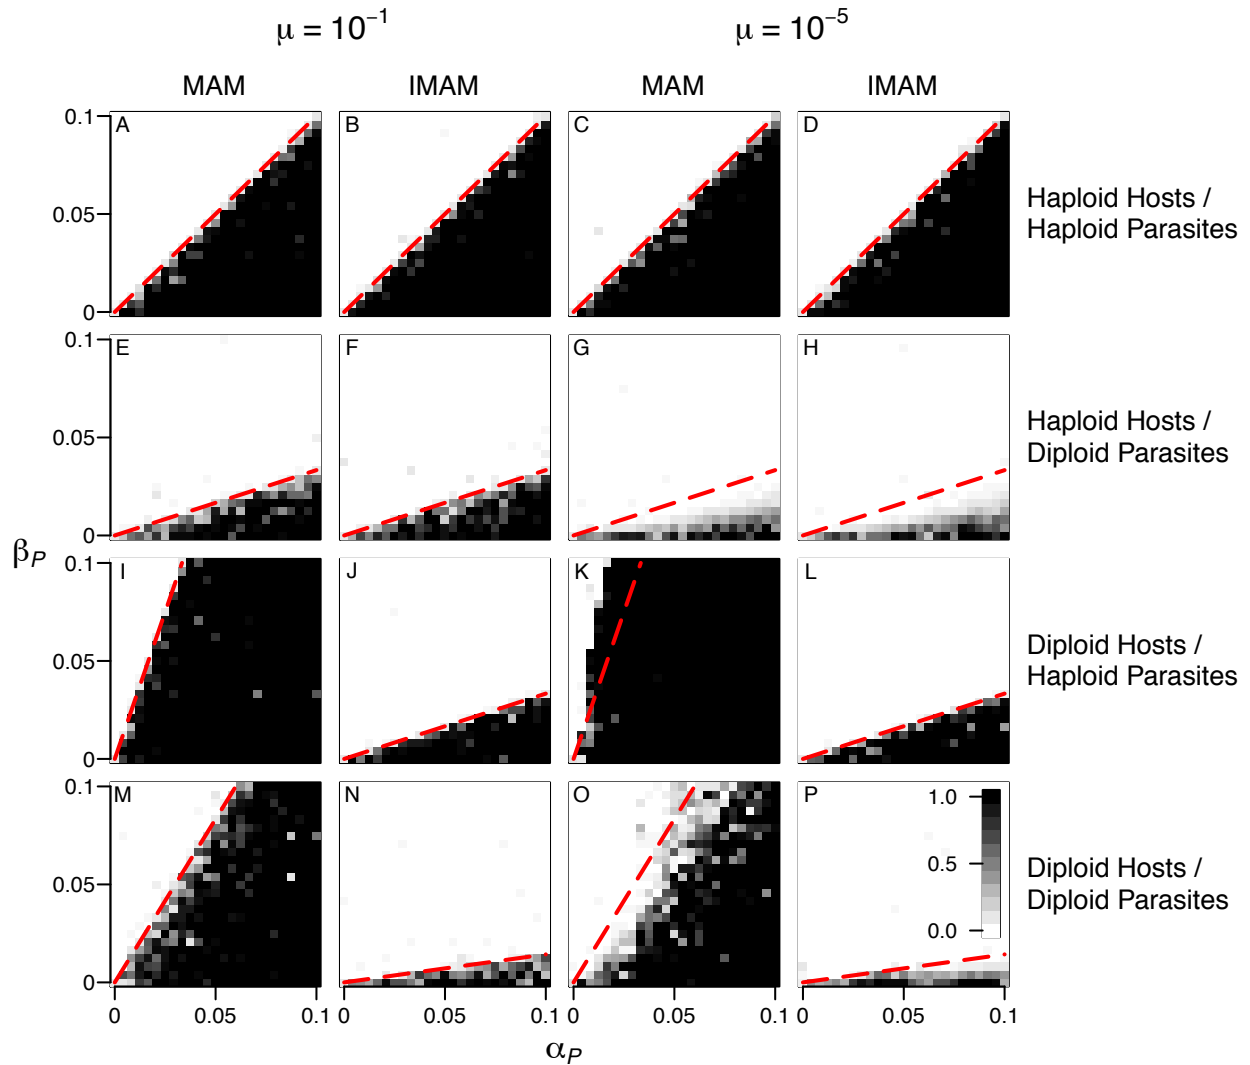 μ = 10⁻¹ μ = 10⁻⁵
MAM IMAM MAM IMAM
0.1 A B C D
0.05
0
Haploid Hosts /
Haploid Parasites
0.1 E F G H
0.05
0
Haploid Hosts /
Diploid Parasites
βP
0.1 I J K L
0.05
0
Diploid Hosts /
Haploid Parasites
0.1 M N O P
0.05
0
1.0
0.5
0.0
Diploid Hosts /
Diploid Parasites
0 0.05 0.1 0 0.05 0.1 0 0.05 0.1 0 0.05 0.1
αP